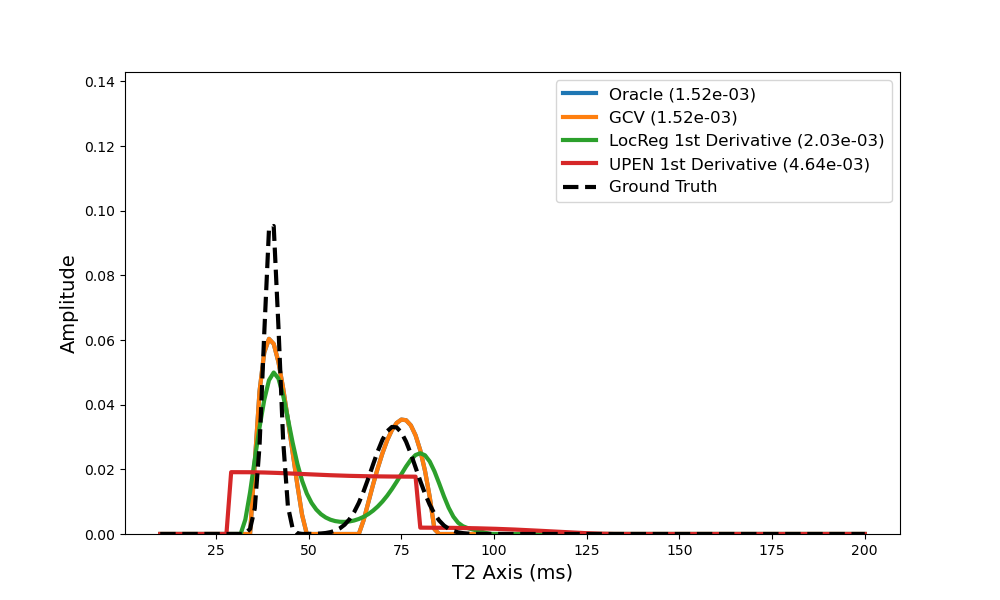 0.14
0.12
0.10
0.08
0.06
0.04
0.02
0.00
Amplitude
Oracle (1.52e-03)
GCV (1.52e-03)
LocReg 1st Derivative (2.03e-03)
UPEN 1st Derivative (4.64e-03)
Ground Truth
25 50 75 100 125 150 175 200
T2 Axis (ms)